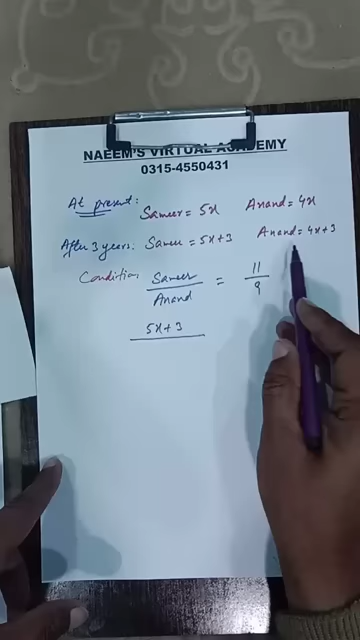 NAEEM'S VIRTUAL ACADEMY
0315-4550431
At present: Sameer = 5x Anand = 4x
After 3 years: Sameer = 5x+3 Anand = 4x+3
Condition, Sameer / Anand = 11 / 9
5x+3